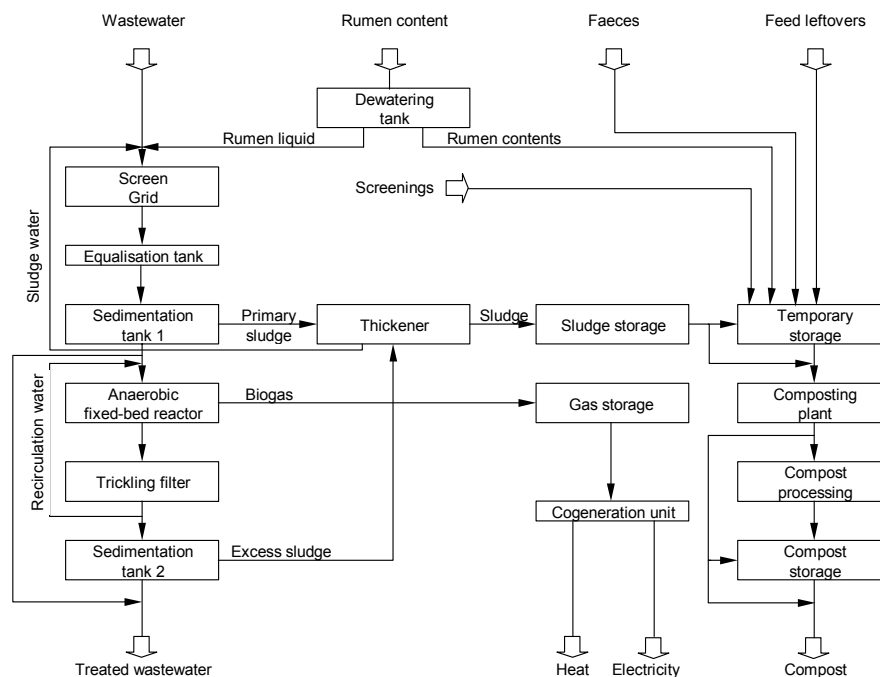 Wastewater
Rumen content
Faeces
Feed leftovers
Dewatering
tank
Rumen liquid
Rumen contents
Screen
Grid
Screenings
Sludge water
Equalisation tank
Sedimentation
tank 1
Primary
sludge
Thickener
Sludge
Sludge storage
Temporary
storage
Recirculation water
Anaerobic
fixed-bed reactor
Biogas
Gas storage
Composting
plant
Trickling filter
Compost
processing
Cogeneration unit
Sedimentation
tank 2
Excess sludge
Compost
storage
Treated wastewater
Heat
Electricity
Compost